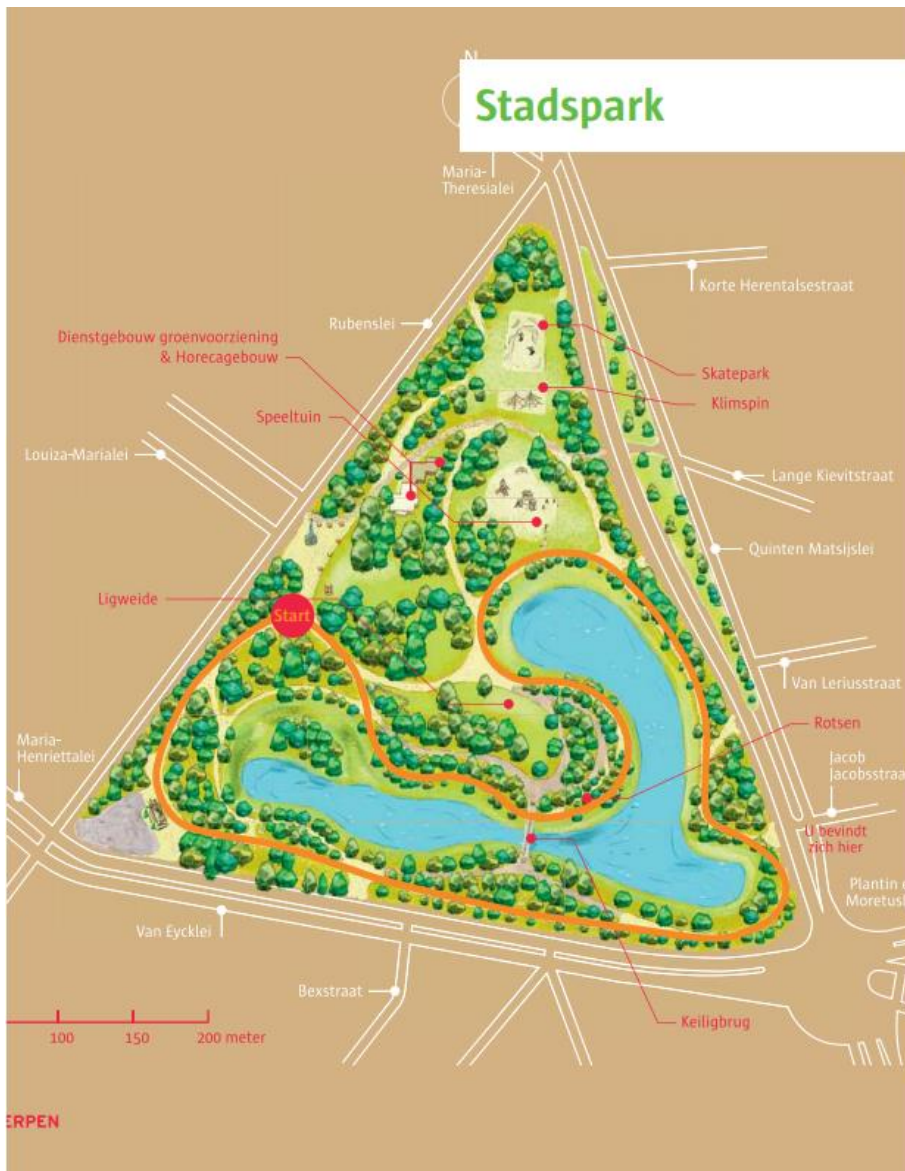 N
Stadspark
Maria-
Theresialei
Korte Herentalsestraat
Rubenslei
Dienstgebouw groenvoorziening
& Horecagebouw
Skatepark
Klimspin
Speeltuin
Louiza-Marialei
Lange Kievitstraat
Quinten Matsijslei
Ligweide
Start
Van Leriusstraat
Rotsen
Maria-
Henriettalei
Jacob
Jacobsstraa
U bevindt
zich hier
Plantin
Moretus
Van Eycklei
Bexstraat
Keiligbrug
100 150 200 meter
ERPEN